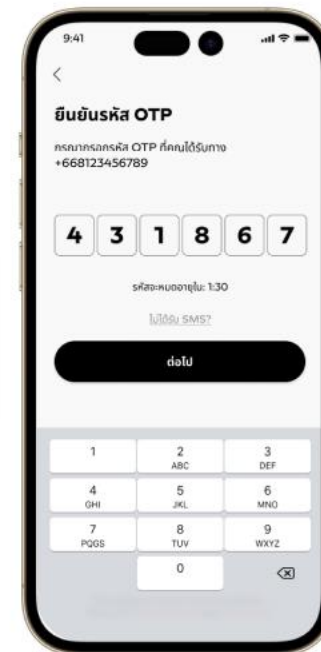 9:41
ยืนยันรหัส OTP
กรุณากรอกรหัส OTP ที่คุณได้รับทาง
+668123456789
4 3 1 8 6 7
รหัสจะหมดอายุใน: 1:30
ไม่ได้รับ SMS?
ต่อไป
1 2 3
ABC DEF
4 5 6
GHI JKL MNO
7 8 9
PQGS TUV WXYZ
0